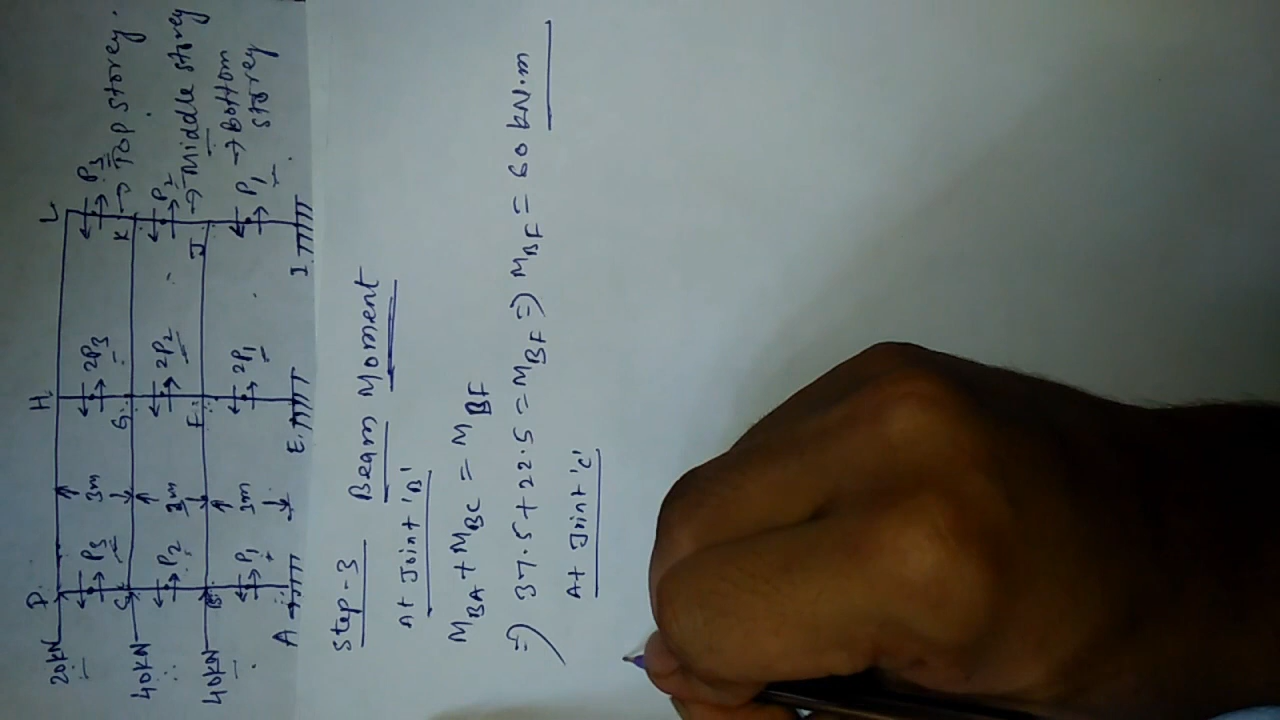 D H L
20kN P3 3m 2P3 P3 → Top storey.
C G K
40kN P2 3m 2P2 P2 → Middle storey
B F J
40kN P1 3m 2P1 P1 → Bottom storey
A E I
Step-3 Beam Moment
At Joint 'B'
MBA + MBC = MBF
⇒ 37.5 + 22.5 = MBF ⇒ MBF = 60 kN.m
At Joint 'C'